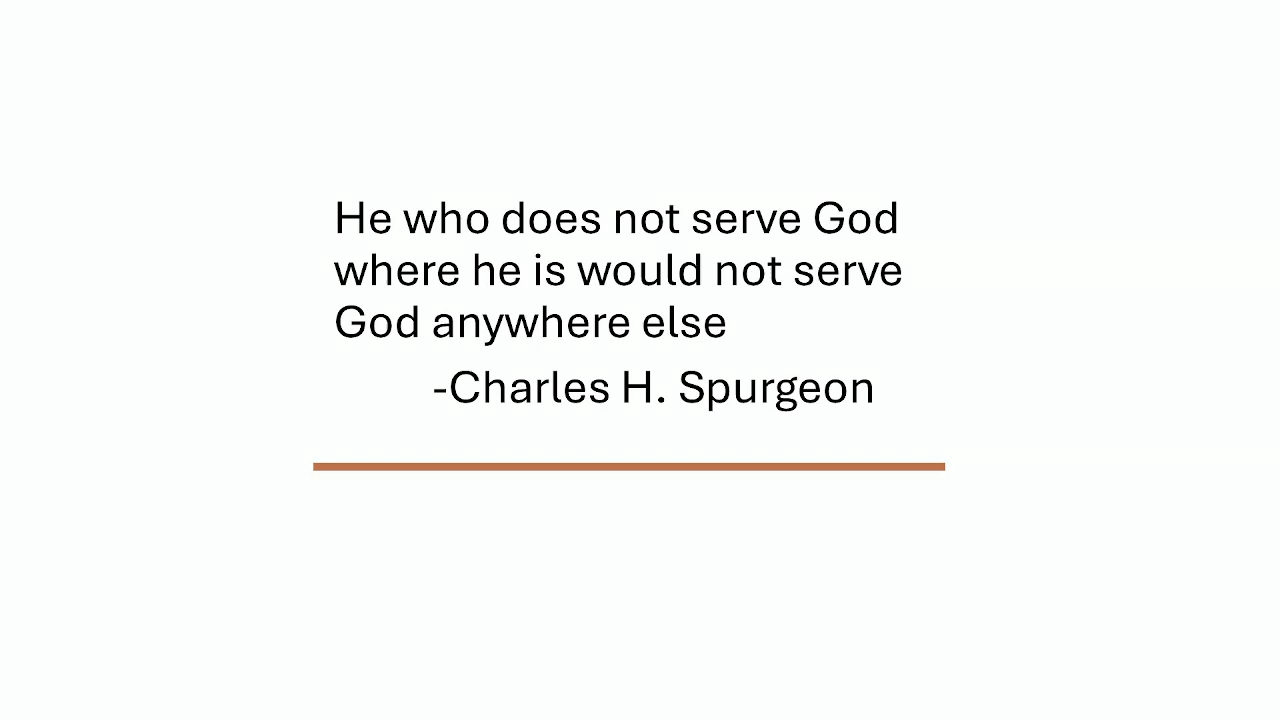 He who does not serve God
where he is would not serve
God anywhere else
-Charles H. Spurgeon